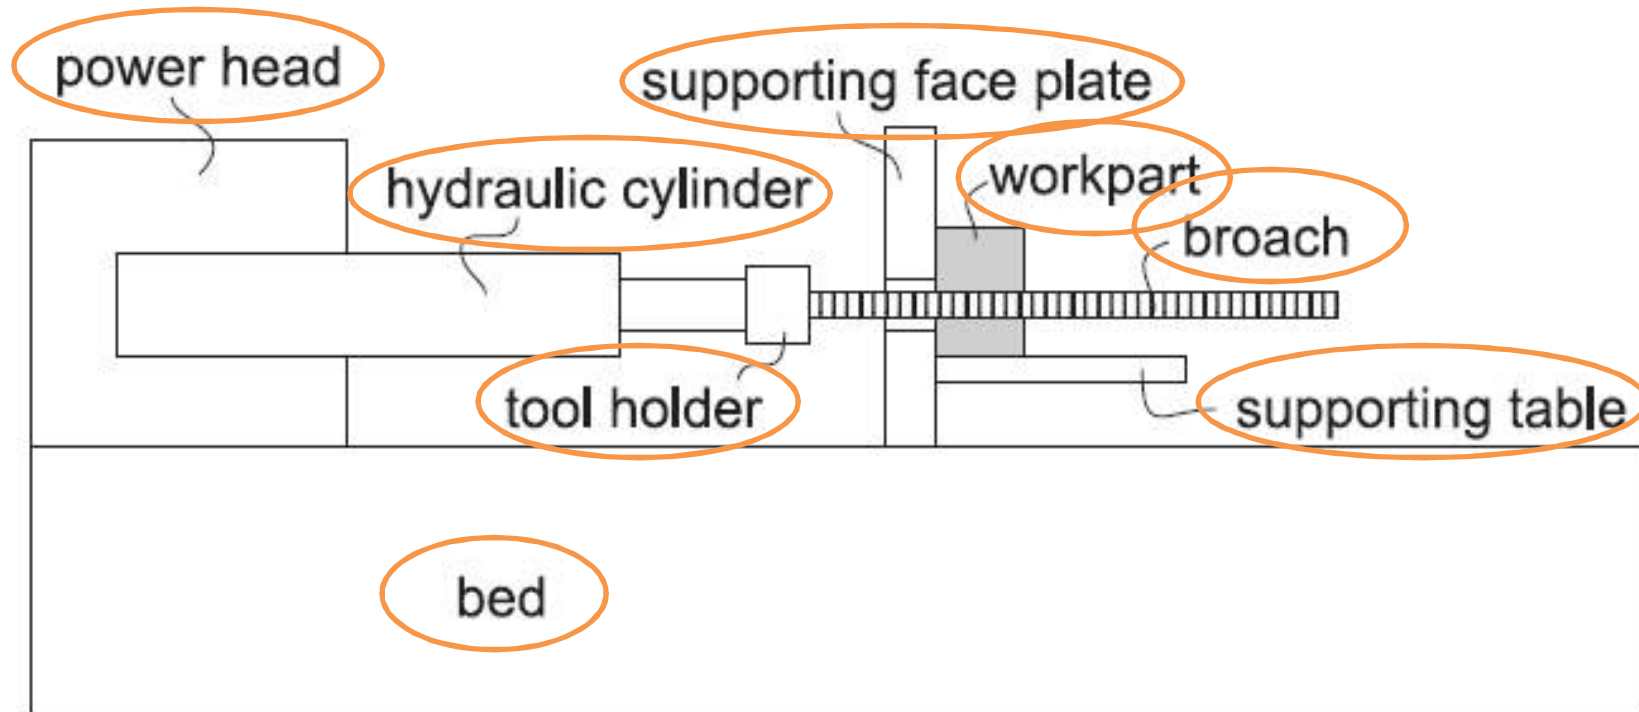 power head
supporting face plate
workpart
hydraulic cylinder
broach
tool holder
supporting table
bed